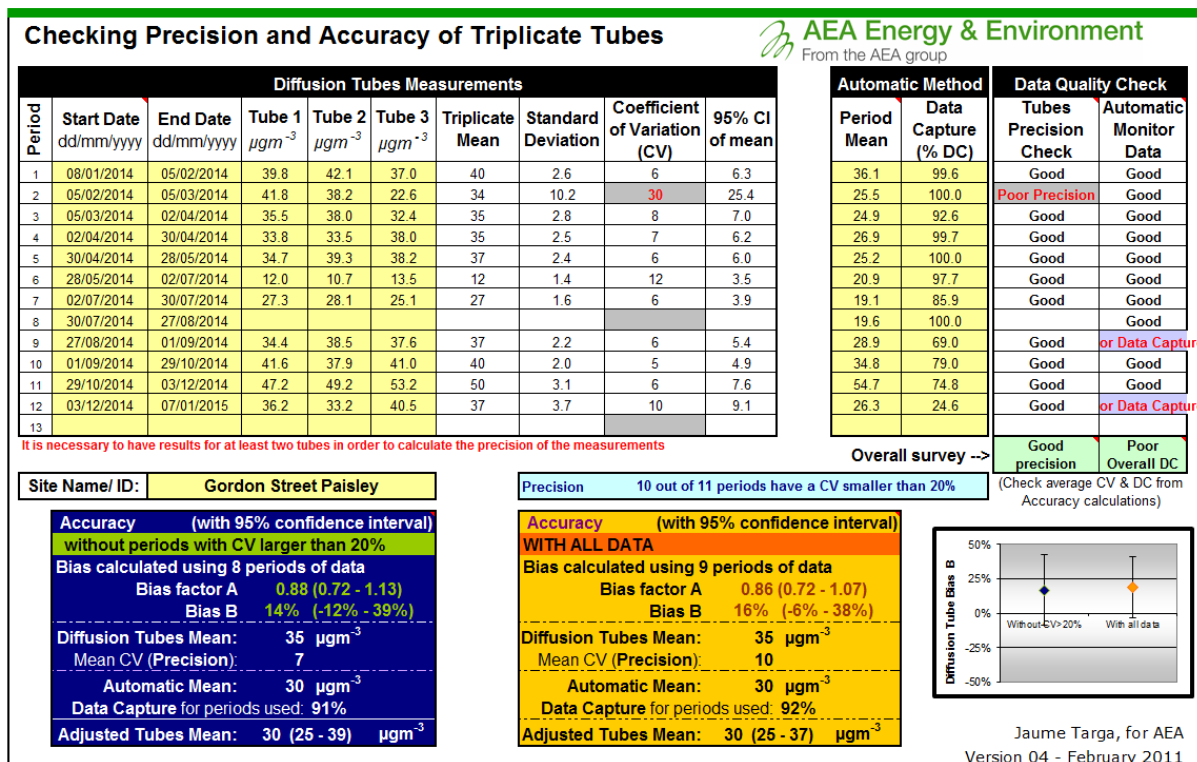 Checking Precision and Accuracy of Triplicate Tubes
AEA Energy & Environment
From the AEA group
Diffusion Tubes Measurements
Automatic Method
Data Quality Check
Period
Start Date dd/mm/yyyy
End Date dd/mm/yyyy
Tube 1 µgm-3
Tube 2 µgm-3
Tube 3 µgm-3
Triplicate Mean
Standard Deviation
Coefficient of Variation (CV)
95% CI of mean
Period Mean
Data Capture (% DC)
Tubes Precision Check
Automatic Monitor Data
1 08/01/2014 05/02/2014 39.8 42.1 37.0 40 2.6 6 6.3 36.1 99.6 Good Good
2 05/02/2014 05/03/2014 41.8 38.2 22.6 34 10.2 30 25.4 25.5 100.0 Poor Precision Good
3 05/03/2014 02/04/2014 35.5 38.0 32.4 35 2.8 8 7.0 24.9 92.6 Good Good
4 02/04/2014 30/04/2014 33.8 33.5 38.0 35 2.5 7 6.2 26.9 99.7 Good Good
5 30/04/2014 28/05/2014 34.7 39.3 38.2 37 2.4 6 6.0 25.2 100.0 Good Good
6 28/05/2014 02/07/2014 12.0 10.7 13.5 12 1.4 12 3.5 20.9 97.7 Good Good
7 02/07/2014 30/07/2014 27.3 28.1 25.1 27 1.6 6 3.9 19.1 85.9 Good Good
8 30/07/2014 27/08/2014 19.6 100.0 Good
9 27/08/2014 01/09/2014 34.4 38.5 37.6 37 2.2 6 5.4 28.9 69.0 Good or Data Captur
10 01/09/2014 29/10/2014 41.6 37.9 41.0 40 2.0 5 4.9 34.8 79.0 Good Good
11 29/10/2014 03/12/2014 47.2 49.2 53.2 50 3.1 6 7.6 54.7 74.8 Good Good
12 03/12/2014 07/01/2015 36.2 33.2 40.5 37 3.7 10 9.1 26.3 24.6 Good or Data Captur
13
It is necessary to have results for at least two tubes in order to calculate the precision of the measurements
Overall survey -->
Good precision
Poor Overall DC
Site Name/ ID: Gordon Street Paisley
Precision 10 out of 11 periods have a CV smaller than 20%
(Check average CV & DC from Accuracy calculations)
Accuracy (with 95% confidence interval)
without periods with CV larger than 20%
Bias calculated using 8 periods of data
Bias factor A 0.88 (0.72 - 1.13)
Bias B 14% (-12% - 39%)
Diffusion Tubes Mean: 35 µgm-3
Mean CV (Precision): 7
Automatic Mean: 30 µgm-3
Data Capture for periods used: 91%
Adjusted Tubes Mean: 30 (25 - 39) µgm-3
Accuracy (with 95% confidence interval)
WITH ALL DATA
Bias calculated using 9 periods of data
Bias factor A 0.86 (0.72 - 1.07)
Bias B 16% (-6% - 38%)
Diffusion Tubes Mean: 35 µgm-3
Mean CV (Precision): 10
Automatic Mean: 30 µgm-3
Data Capture for periods used: 92%
Adjusted Tubes Mean: 30 (25 - 37) µgm-3
Diffusion Tube Bias B
50%
25%
0%
-25%
-50%
Without CV>20%
With all data
Jaume Targa, for AEA
Version 04 - February 2011